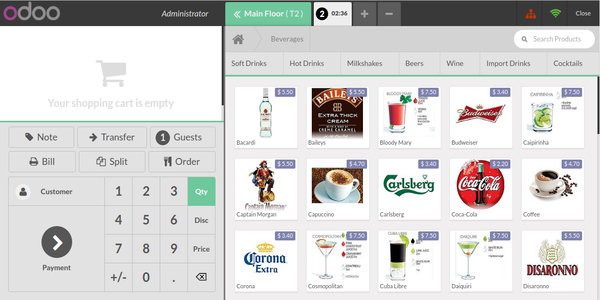 odoo
Administrator
Main Floor ( T2 )
2 02:36
Close
Beverages
Search Products
Soft Drinks
Hot Drinks
Milkshakes
Beers
Wine
Import Drinks
Cocktails
Your shopping cart is empty
Note
Transfer
1 Guests
Bill
Split
Order
Customer
1 2 3 Qty
4 5 6 Disc
7 8 9 Price
+/- 0 .
Payment
$ 5.50
Bacardi
$ 5.50
BAILEYS
EXTRA THICK
CREAM
CREME CARAMEL
Baileys
$ 7.50
BLOODY MARY
Bloody Mary
$ 3.40
Budweiser
Budweiser
$ 7.50
CAIPIRINHA
Caipirinha
$ 5.50
Captain Morgan
Captain Morgan
$ 4.70
Capuccino
$ 3.40
Carlsberg
Carlsberg
$ 2.20
Coca-Cola
Coca-Cola
$ 4.70
Coffee
$ 3.40
Corona
Extra
Corona
$ 7.50
COSMOPOLITAN
Cosmopolitan
$ 7.50
CUBA LIBRE
Cuba Libre
$ 7.50
DAIQUIRI
Daiquiri
$ 5.50
DISARONNO
Disaronno